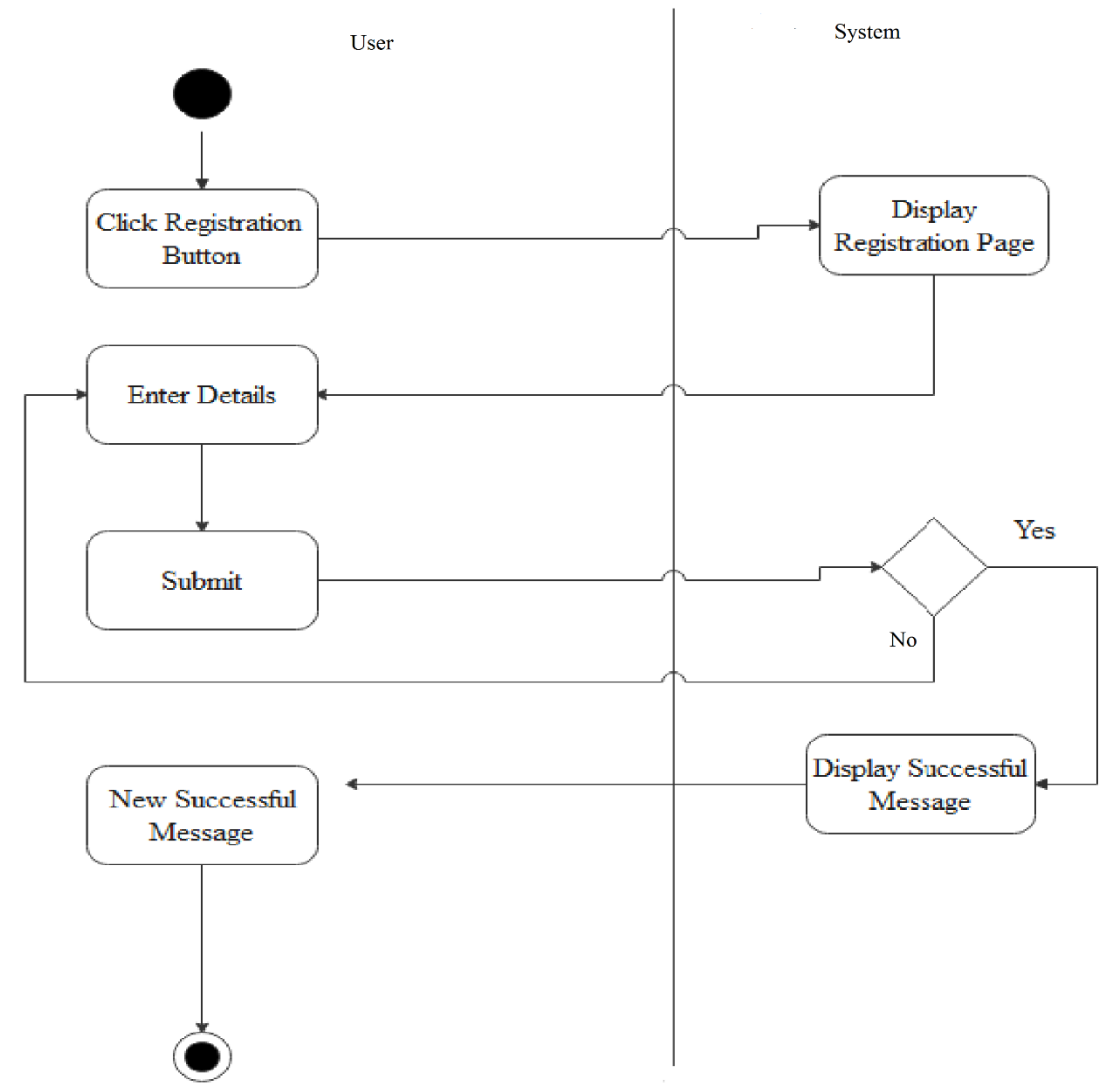 User
System
Click Registration
Button
Display
Registration Page
Enter Details
Submit
Yes
No
Display Successful
Message
New Successful
Message